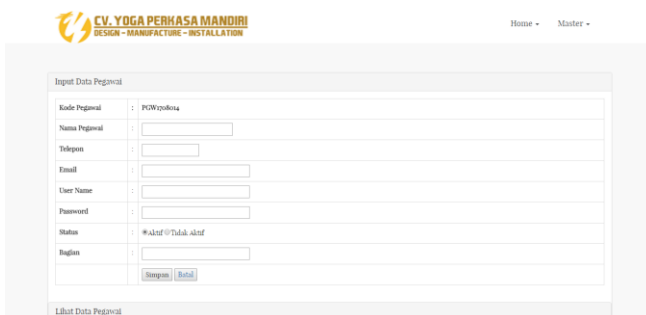 CV. YOGA PERKASA MANDIRI
DESIGN - MANUFACTURE - INSTALLATION
Home Master
Input Data Pegawai
Kode Pegawai : PGW1708014
Nama Pegawai :
Telepon :
Email :
User Name :
Password :
Status : Aktif Tidak Aktif
Bagian :
Simpan Batal
Lihat Data Pegawai